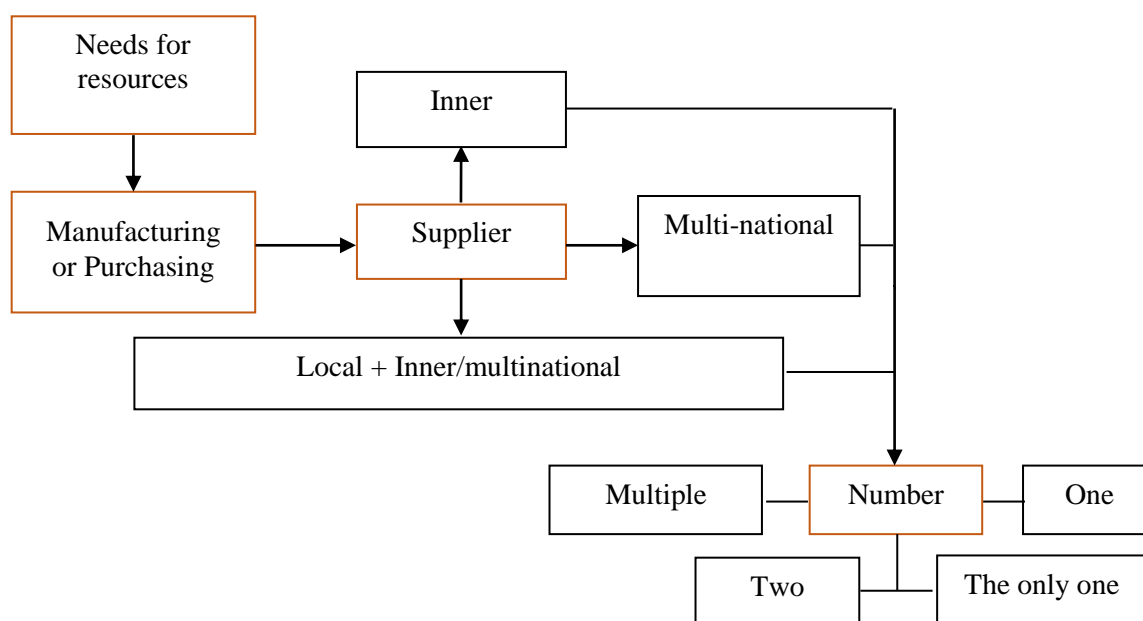 Needs for
resources
Inner
Manufacturing
or Purchasing
Supplier
Multi-national
Local + Inner/multinational
Multiple
Number
One
Two
The only one